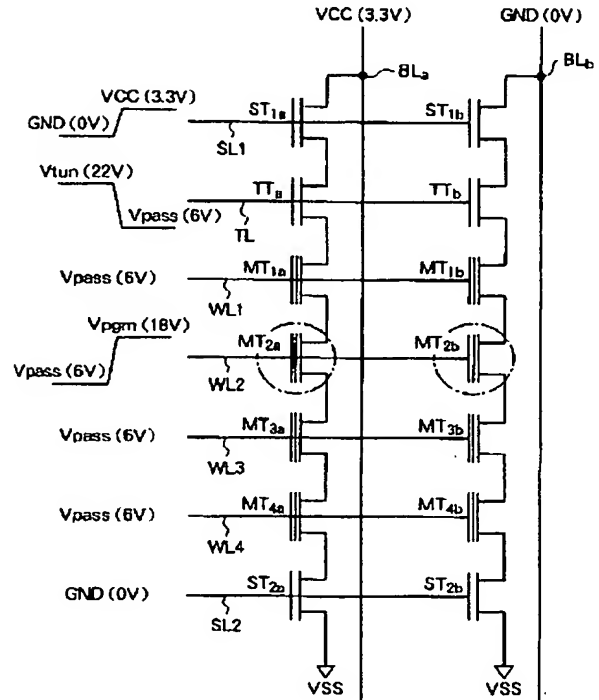 VCC (3.3V) GND (0V)
BLa BLb
VCC (3.3V)
GND (0V)
SL1 ST1a ST1b
Vtun (22V)
Vpass (6V)
TL TTa TTb
Vpass (6V) MT1a MT1b
WL1
Vpgm (18V)
Vpass (6V)
MT2a MT2b
WL2
Vpass (6V) MT3a MT3b
WL3
Vpass (6V) MT4a MT4b
WL4
GND (0V) ST2a ST2b
SL2
VSS VSS